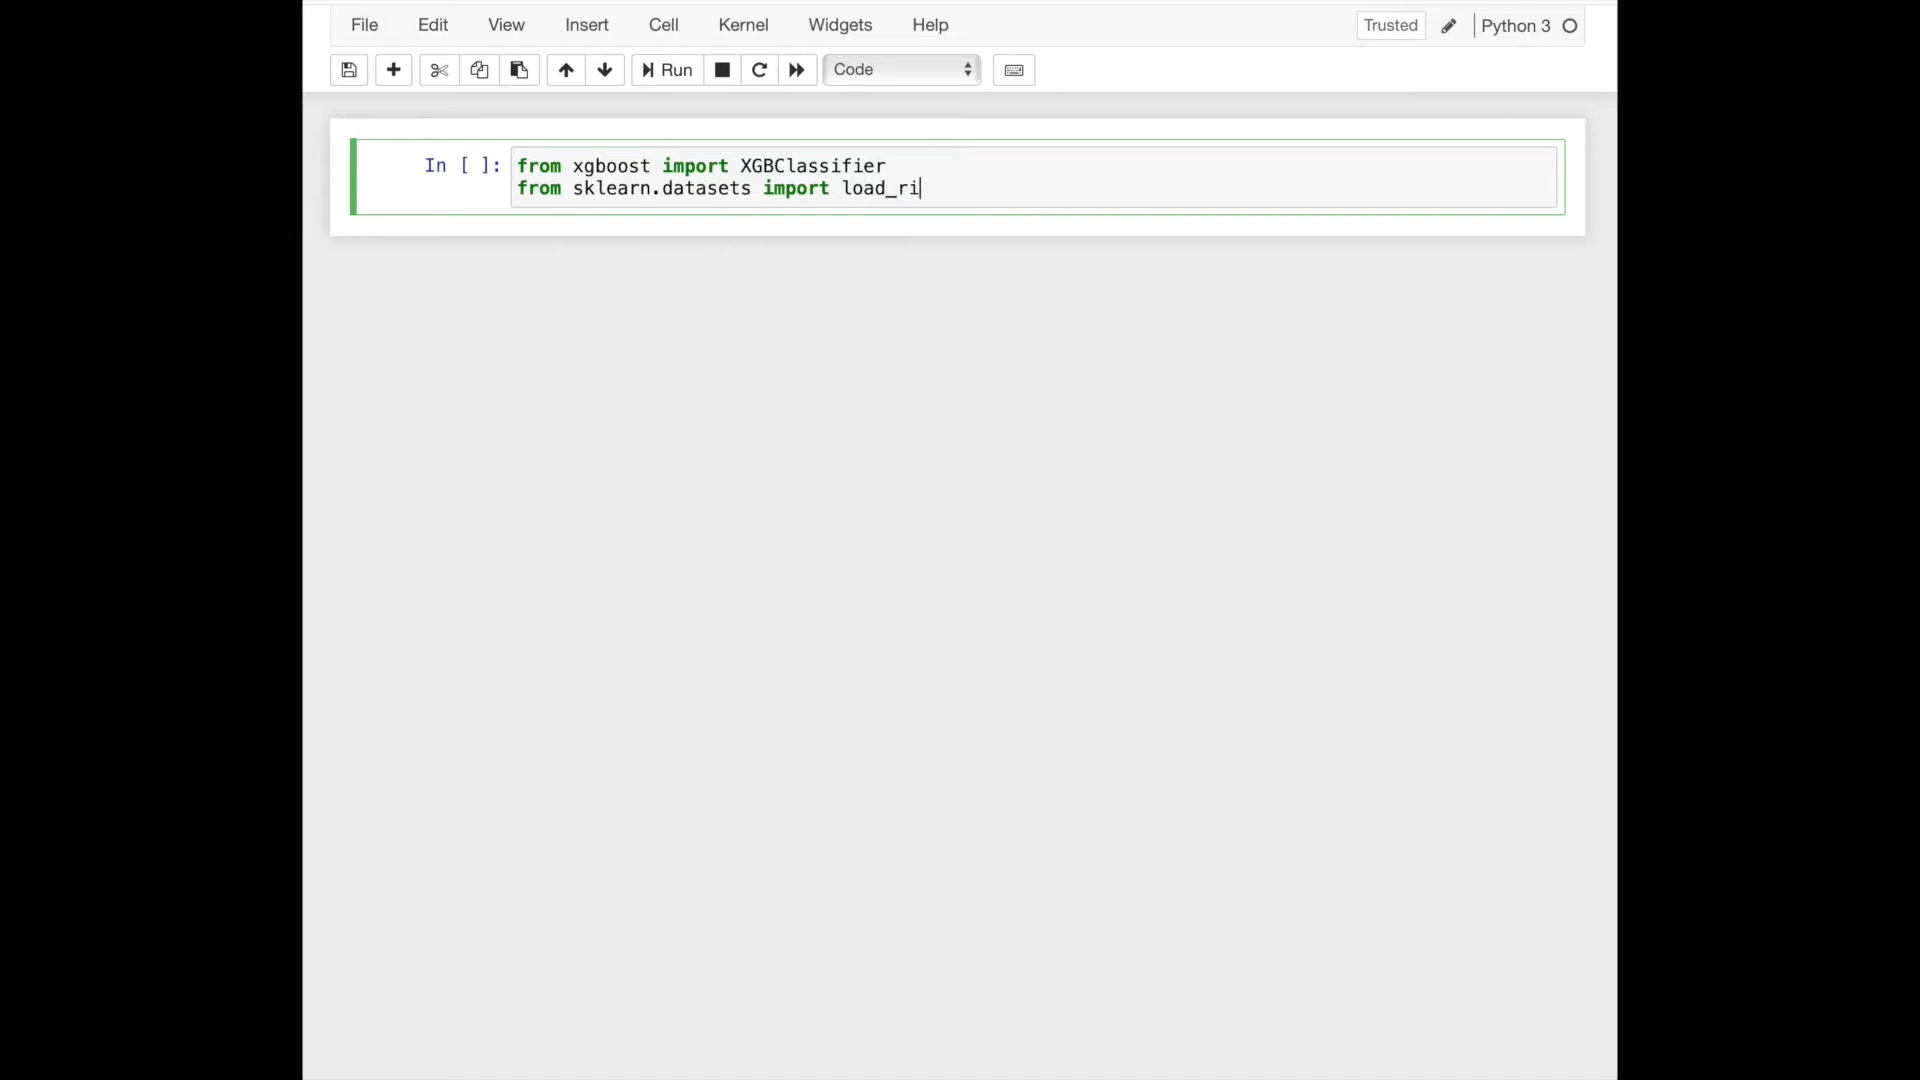 File Edit View Insert Cell Kernel Widgets Help Trusted Python 3
Run Code
In [ ]: from xgboost import XGBClassifier
from sklearn.datasets import load_ri